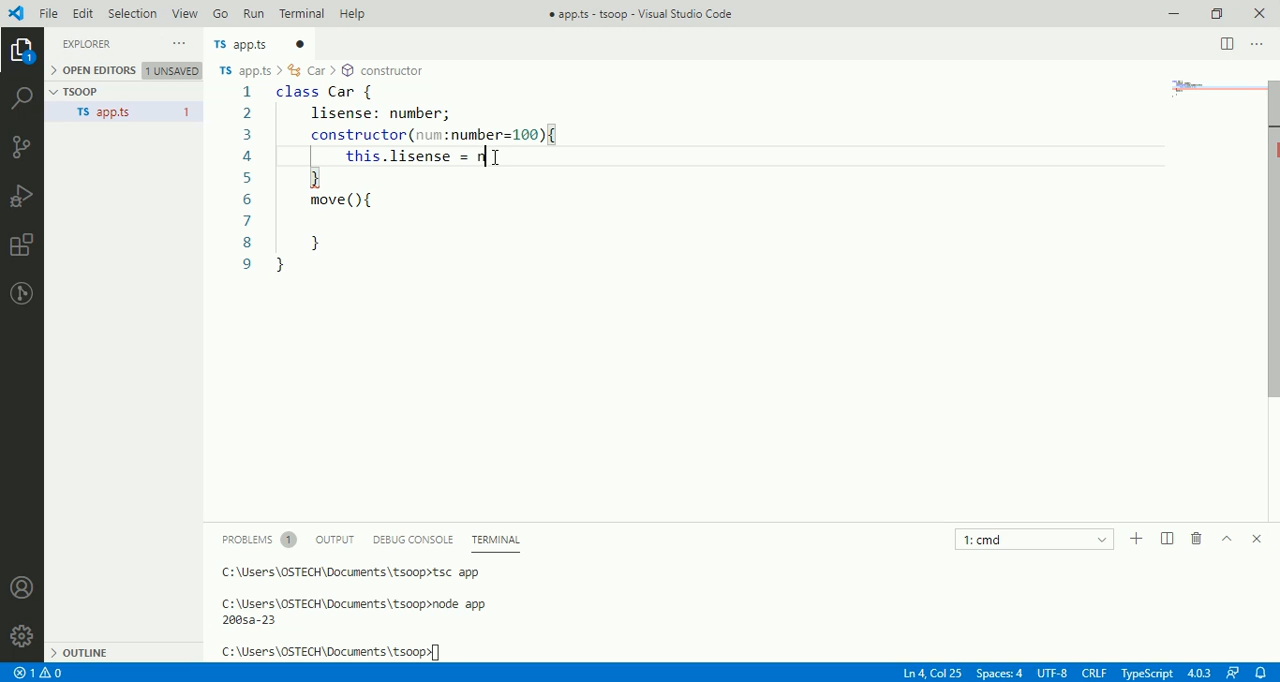 File Edit Selection View Go Run Terminal Help
● app.ts - tsoop - Visual Studio Code
EXPLORER ...
TS app.ts ●
OPEN EDITORS 1 UNSAVED
TS app.ts > Car > constructor
TSOOP
TS app.ts 1
1 class Car {
2 lisense: number;
3 constructor(num:number=100){
4 this.lisense = n
5 }
6 move(){
7
8 }
9 }
PROBLEMS 1 OUTPUT DEBUG CONSOLE TERMINAL 1: cmd
C:\Users\OSTECH\Documents\tsoop>tsc app
C:\Users\OSTECH\Documents\tsoop>node app
200sa-23
C:\Users\OSTECH\Documents\tsoop>
OUTLINE
1 0 Ln 4, Col 25 Spaces: 4 UTF-8 CRLF TypeScript 4.0.3